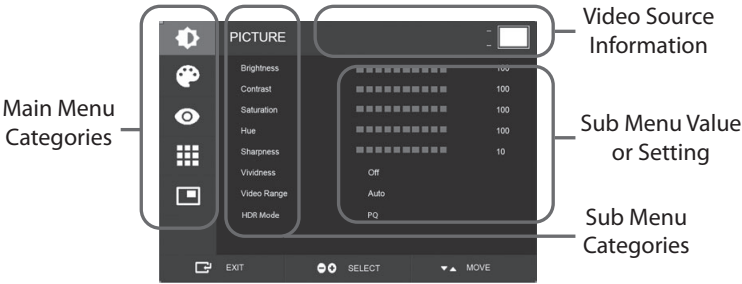 Video Source
Information
PICTURE
Brightness 100
Contrast 100
Saturation 100
Hue 100
Sharpness 10
Vividness Off
Video Range Auto
HDR Mode PQ
EXIT SELECT MOVE
Main Menu
Categories
Sub Menu Value
or Setting
Sub Menu
Categories